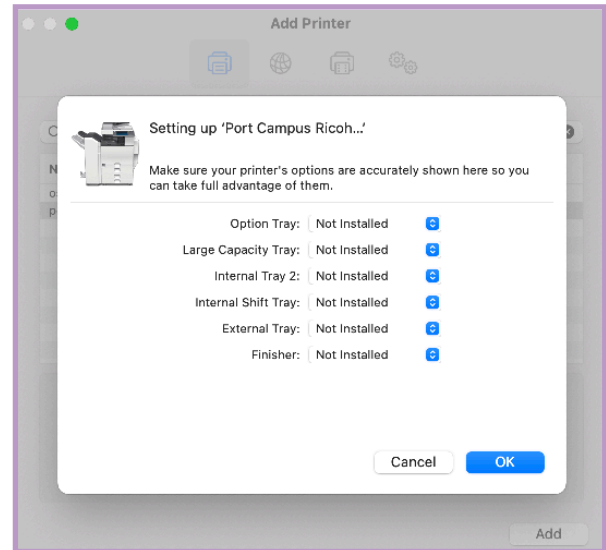 Add Printer
Setting up ‘Port Campus Ricoh...’
Make sure your printer's options are accurately shown here so you
can take full advantage of them.
Option Tray: Not Installed
Large Capacity Tray: Not Installed
Internal Tray 2: Not Installed
Internal Shift Tray: Not Installed
External Tray: Not Installed
Finisher: Not Installed
Cancel OK
Add